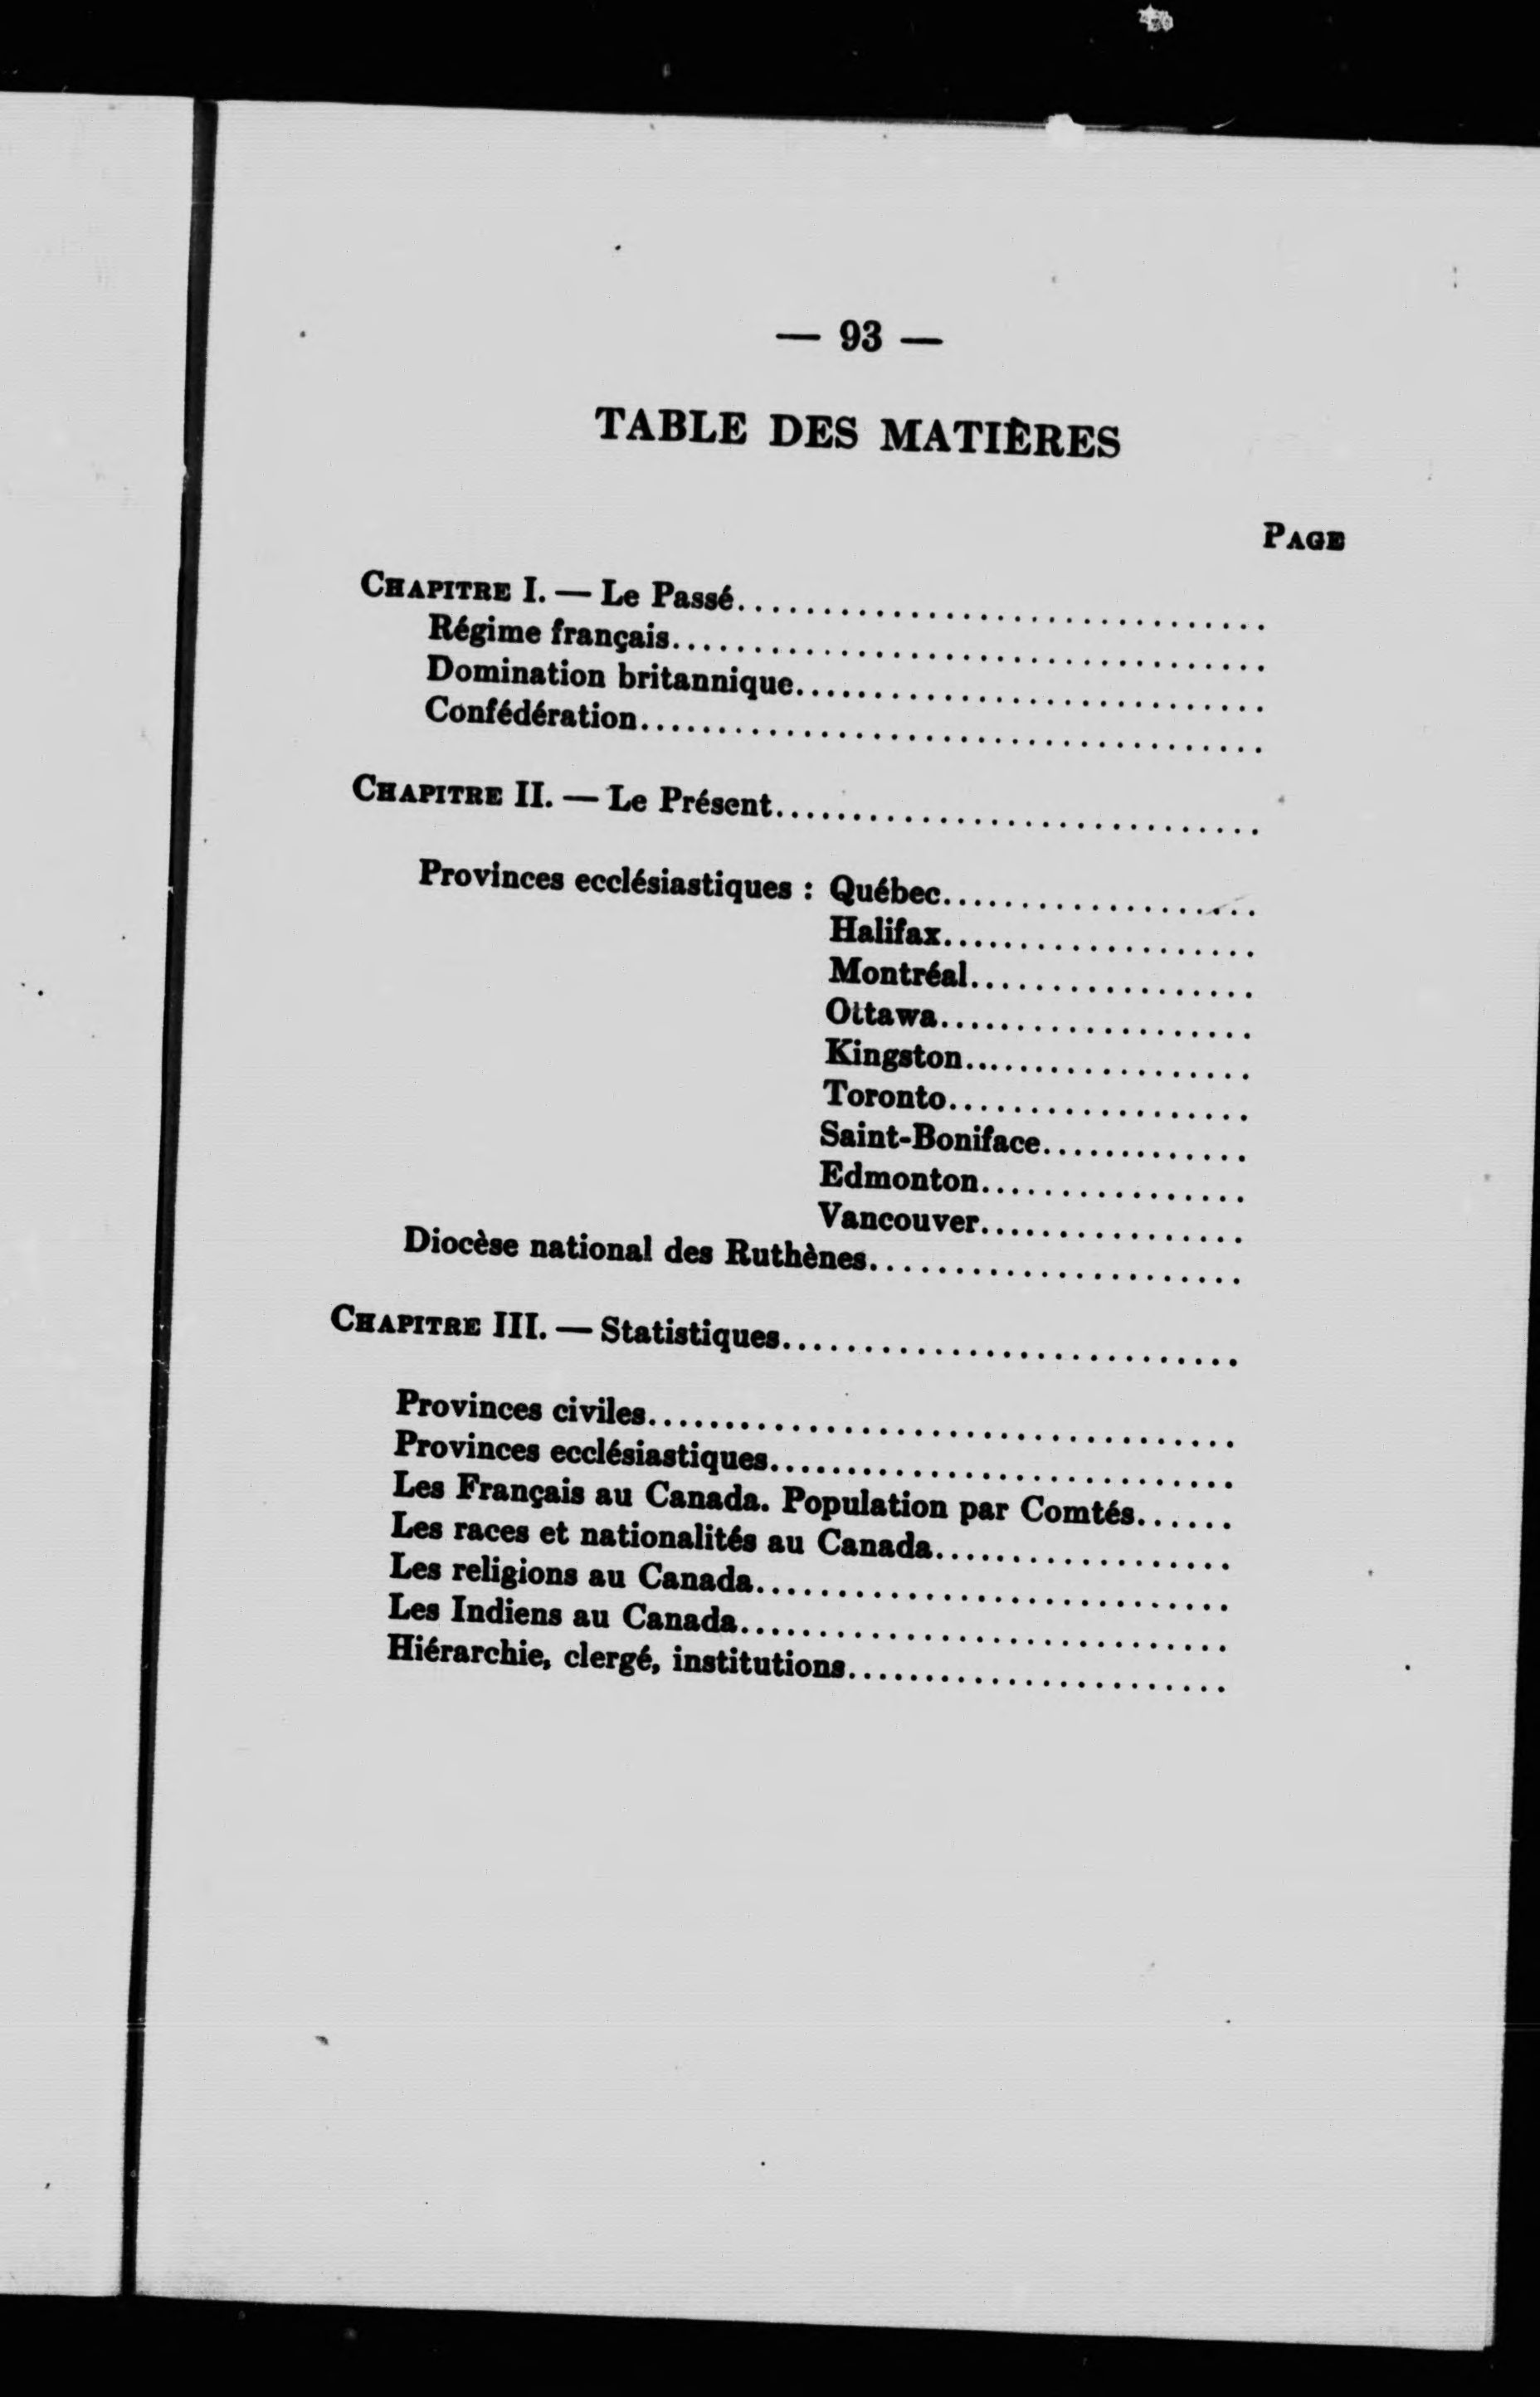 — 93 —
TABLE DES MATIÈRES
PAGE
CHAPITRE I. — Le Passé..................................
Régime français......................................
Domination britannique..............................
Confédération........................................
CHAPITRE II. — Le Présent...............................
Provinces ecclésiastiques : Québec....................
Halifax....................
Montréal..................
Ottawa....................
Kingston..................
Toronto...................
Saint-Boniface.............
Edmonton.................
Vancouver.................
Diocèse national des Ruthènes.......................
CHAPITRE III. — Statistiques.............................
Provinces civiles.....................................
Provinces ecclésiastiques.............................
Les Français au Canada. Population par Comtés......
Les races et nationalités au Canada...................
Les religions au Canada..............................
Les Indiens au Canada...............................
Hiérarchie, clergé, institutions........................